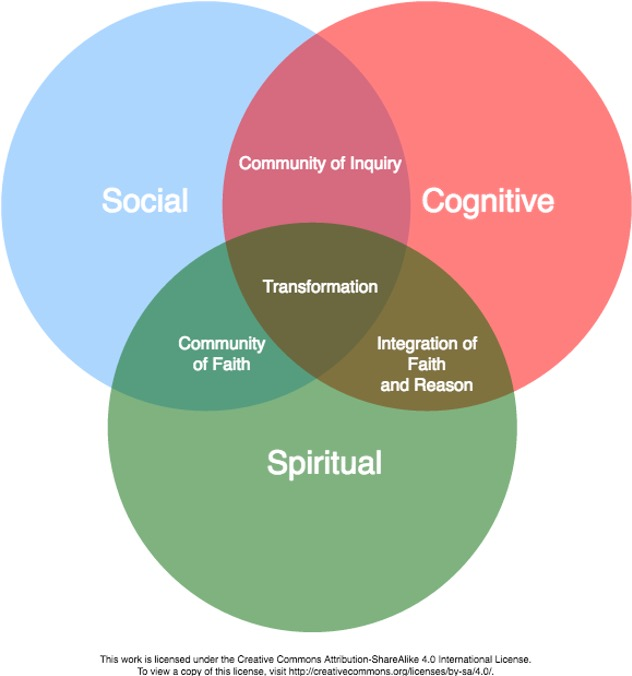 Community of Inquiry
Social
Cognitive
Transformation
Community
of Faith
Integration of
Faith
and Reason
Spiritual
This work is licensed under the Creative Commons Attribution-ShareAlike 4.0 International License.
To view a copy of this license, visit http://creativecommons.org/licenses/by-sa/4.0/.